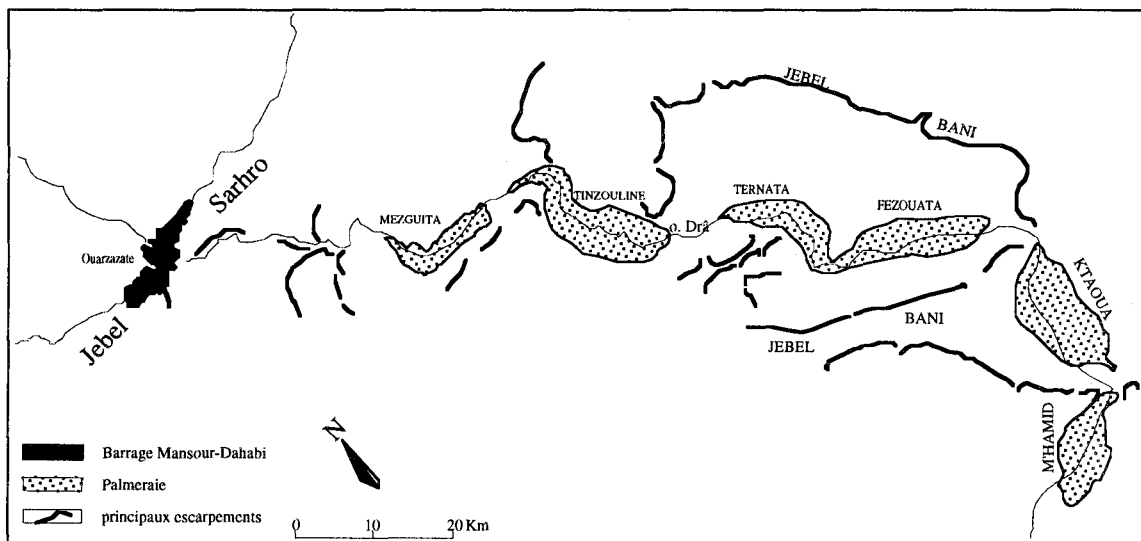 JEBEL
BANI
Sarhro
MEZGUITA
TINZOULINE
TERNATA
FEZOUATA
o. Drâ
Ouarzazate
KTAOUA
Jebel
BANI
JEBEL
M'HAMID
N
Barrage Mansour-Dahabi
Palmeraie
principaux escarpements
0 10 20 Km